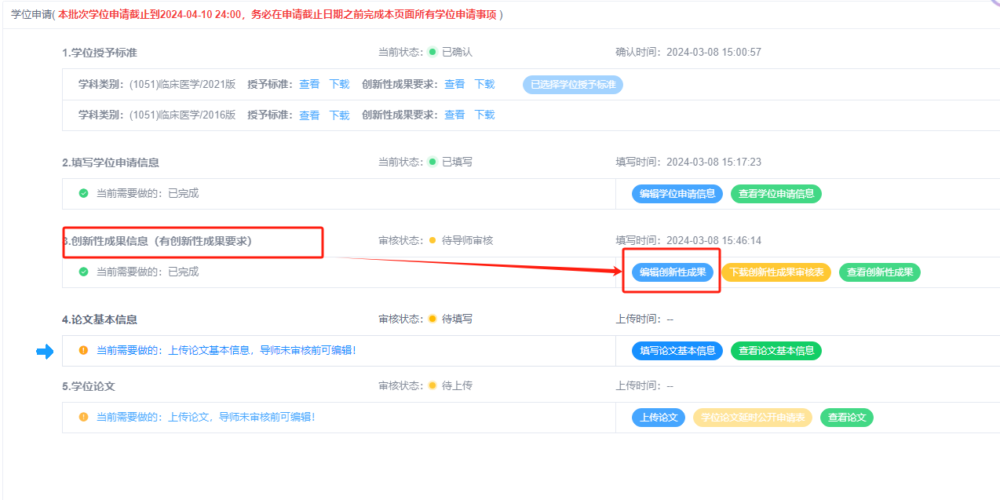 学位申请( 本批次学位申请截止到2024-04-10 24:00，务必在申请截止日期之前完成本页面所有学位申请事项 )
1.学位授予标准 当前状态： 已确认 确认时间：2024-03-08 15:00:57
学科类别：(1051)临床医学/2021版 授予标准：查看 下载 创新性成果要求：查看 下载 已选择学位授予标准
学科类别：(1051)临床医学/2016版 授予标准：查看 下载 创新性成果要求：查看 下载
2.填写学位申请信息 当前状态： 已填写 填写时间：2024-03-08 15:17:23
当前需要做的：已完成 编辑学位申请信息 查看学位申请信息
3.创新性成果信息（有创新性成果要求） 审核状态： 待导师审核 填写时间：2024-03-08 15:46:14
当前需要做的：已完成 编辑创新性成果 下载创新性成果审核表 查看创新性成果
4.论文基本信息 审核状态： 待填写 上传时间：--
当前需要做的：上传论文基本信息，导师未审核前可编辑！ 填写论文基本信息 查看论文基本信息
5.学位论文 审核状态： 待上传 上传时间：--
当前需要做的：上传论文，导师未审核前可编辑！ 上传论文 学位论文延时公开申请表 查看论文